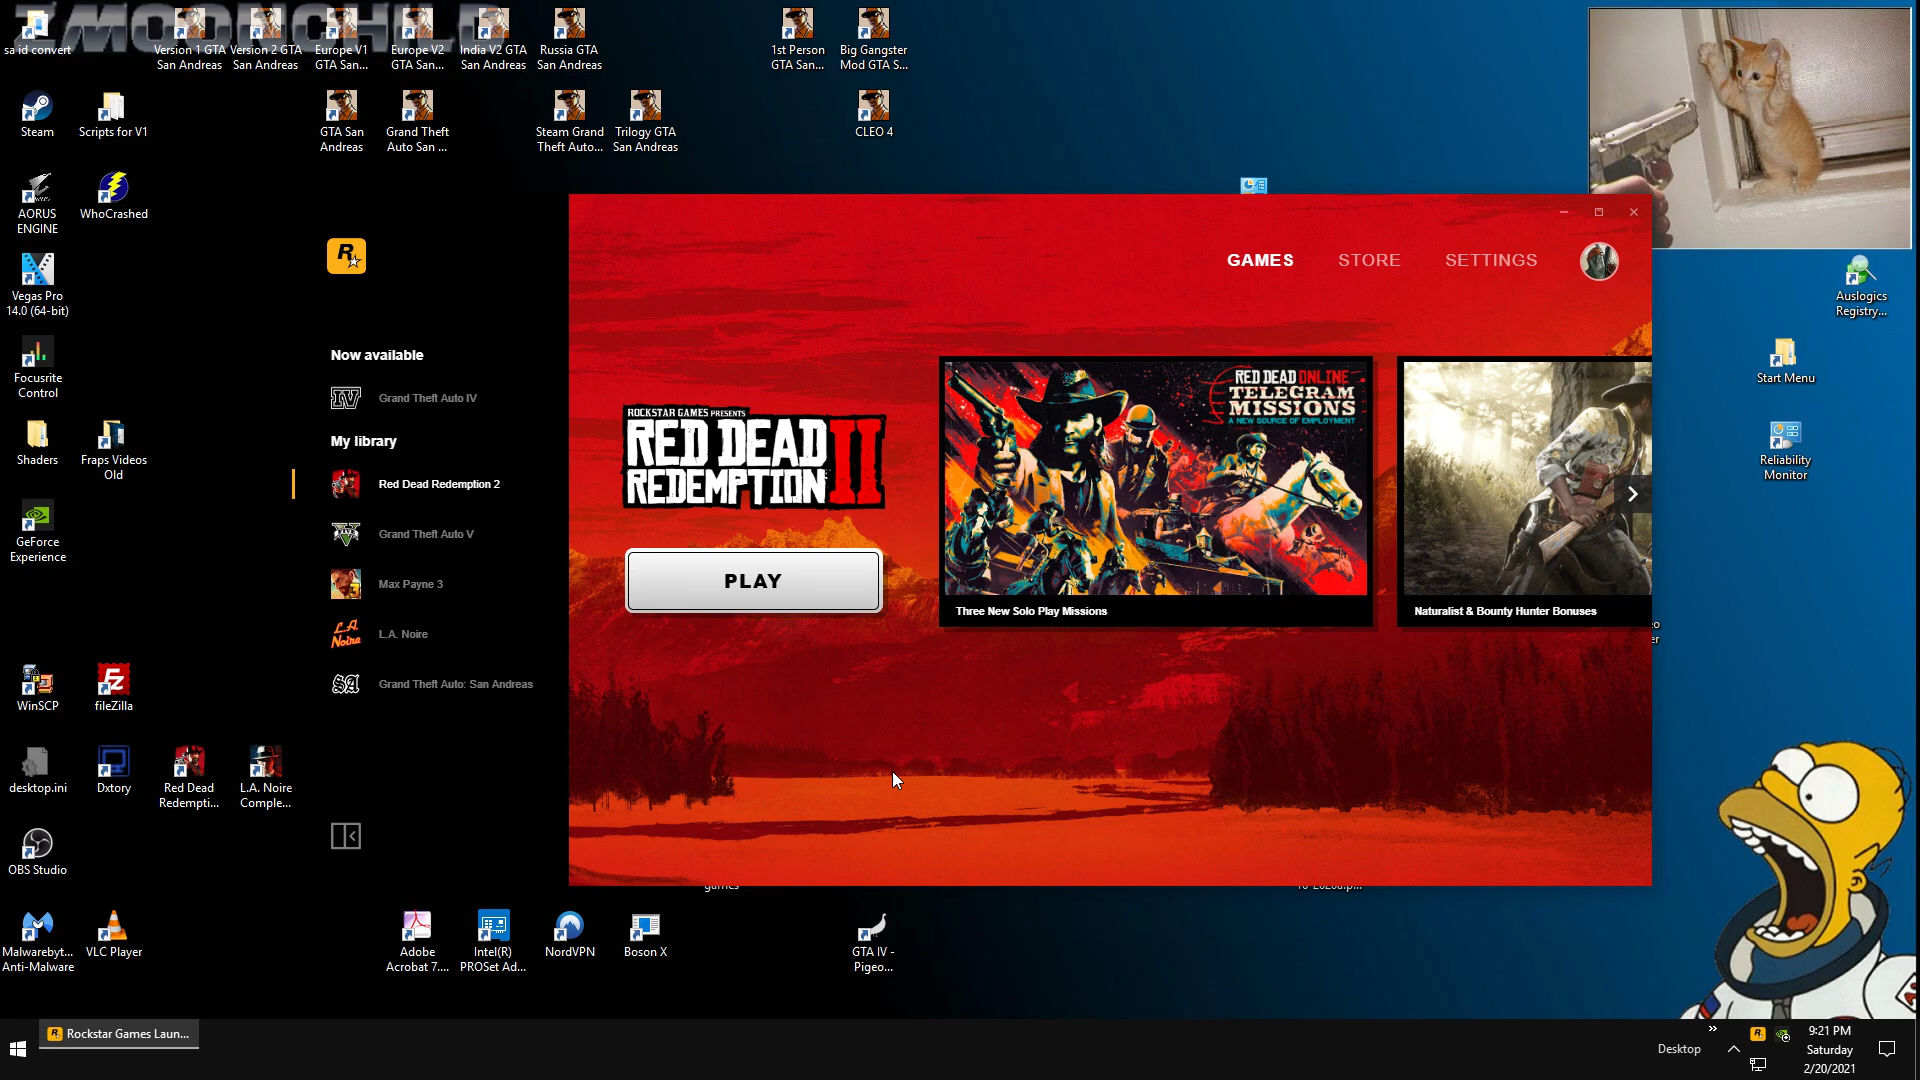 ZMOONCHILD
sa id convert
Version 1 GTA
San Andreas
Version 2 GTA
San Andreas
Europe V1
GTA San...
Europe V2
GTA San...
India V2 GTA
San Andreas
Russia GTA
San Andreas
1st Person
GTA San...
Big Gangster
Mod GTA S...
Steam
Scripts for V1
GTA San
Andreas
Grand Theft
Auto San ...
Steam Grand
Theft Auto...
Trilogy GTA
San Andreas
CLEO 4
AORUS
ENGINE
WhoCrashed
Vegas Pro
14.0 (64-bit)
Focusrite
Control
Shaders
Fraps Videos
Old
GeForce
Experience
WinSCP
fileZilla
desktop.ini
Dxtory
Red Dead
Redempti...
L.A. Noire
Comple...
OBS Studio
Malwarebyt...
Anti-Malware
VLC Player
Adobe
Acrobat 7....
Intel(R)
PROSet Ad...
NordVPN
Boson X
GTA IV -
Pigeo...
Auslogics
Registry...
Start Menu
Reliability
Monitor
R
Now available
IV
Grand Theft Auto IV
My library
Red Dead Redemption 2
V
Grand Theft Auto V
Max Payne 3
L.A. Noire
L.A. Noire
SA
Grand Theft Auto: San Andreas
GAMES
STORE
SETTINGS
ROCKSTAR GAMES PRESENTS
RED DEAD
REDEMPTION II
PLAY
RED DEAD ONLINE
TELEGRAM
MISSIONS
A NEW SOURCE OF EMPLOYMENT
Three New Solo Play Missions
Naturalist & Bounty Hunter Bonuses
games
Rockstar Games Laun...
Desktop
9:21 PM
Saturday
2/20/2021